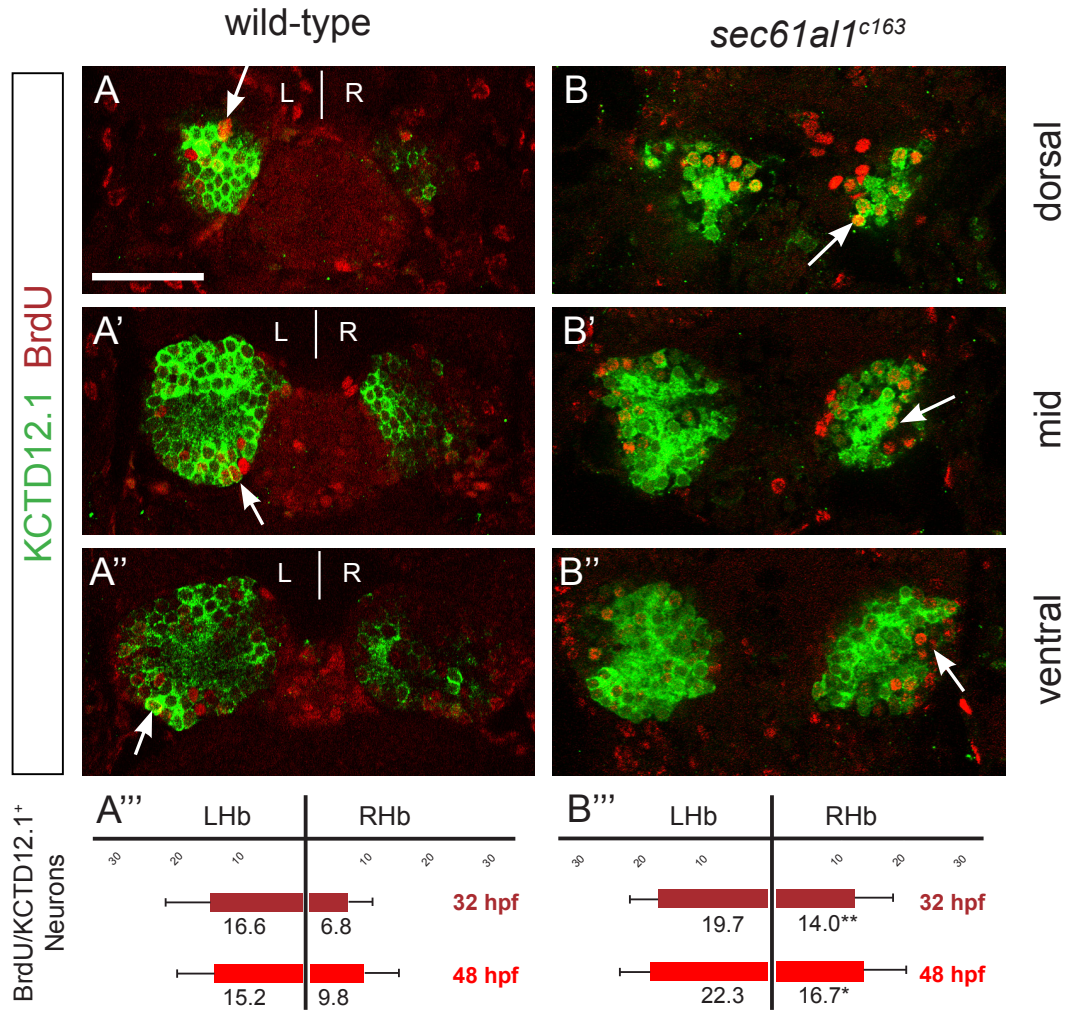 wild-type
sec61al1c163
KCTD12.1 BrdU
A
L | R
B
dorsal
A'
L | R
B'
mid
A''
L | R
B''
ventral
BrdU/KCTD12.1+
Neurons
A'''
LHb RHb
30 20 10 10 20 30
16.6 6.8 32 hpf
15.2 9.8 48 hpf
B'''
LHb RHb
30 20 10 10 20 30
19.7 14.0** 32 hpf
22.3 16.7* 48 hpf